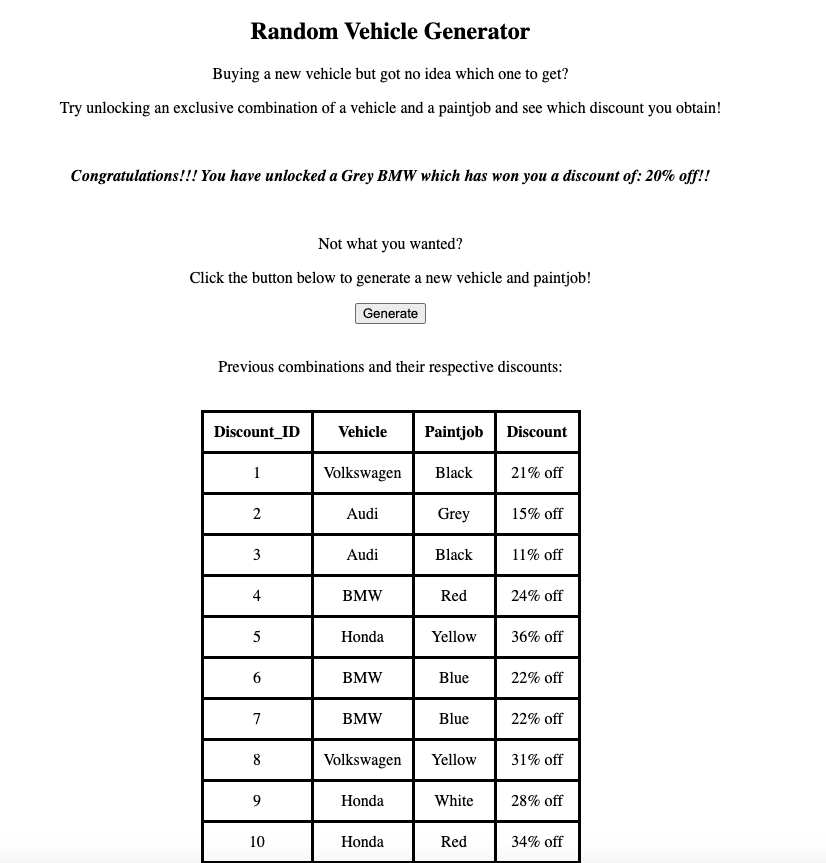 Random Vehicle Generator
Buying a new vehicle but got no idea which one to get?
Try unlocking an exclusive combination of a vehicle and a paintjob and see which discount you obtain!
Congratulations!!! You have unlocked a Grey BMW which has won you a discount of: 20% off!!
Not what you wanted?
Click the button below to generate a new vehicle and paintjob!
Generate
Previous combinations and their respective discounts:
Discount_ID Vehicle Paintjob Discount
1 Volkswagen Black 21% off
2 Audi Grey 15% off
3 Audi Black 11% off
4 BMW Red 24% off
5 Honda Yellow 36% off
6 BMW Blue 22% off
7 BMW Blue 22% off
8 Volkswagen Yellow 31% off
9 Honda White 28% off
10 Honda Red 34% off